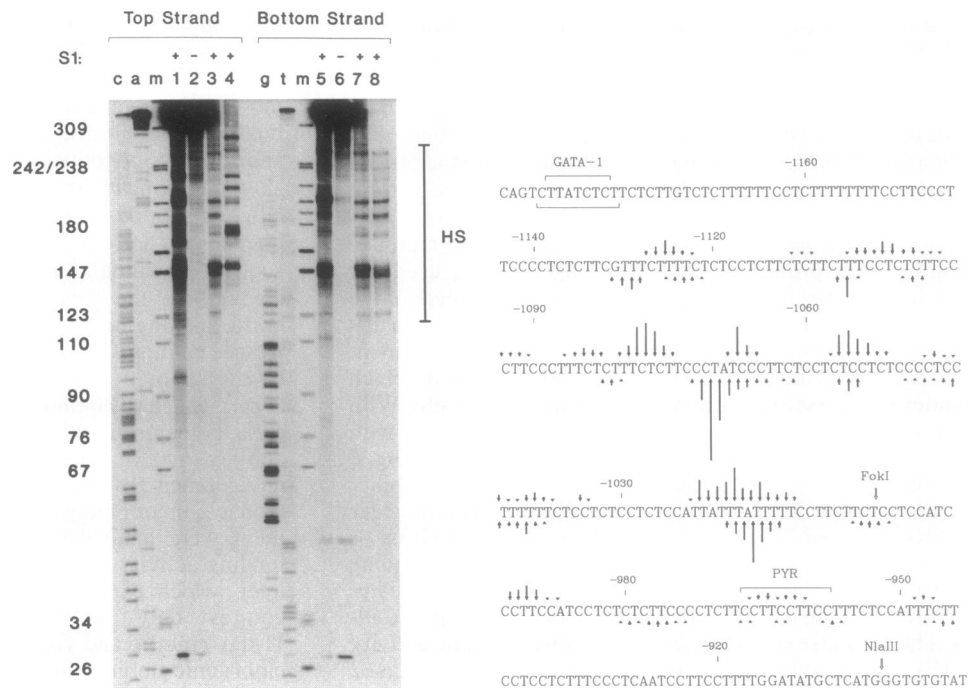 Top Strand Bottom Strand
S1: + - + + + - + +
c a m 1 2 3 4 g t m 5 6 7 8
309
242/238
180
147
123
110
90
76
67
34
26
HS
GATA-1 -1160
CAGTCTTATCTCTTCTCTTGTCTCTTTTTTCCTCTTTTTTTTCCTTCCCT
-1140 -1120
TCCCCTCTCTTCGTTTCTTTTCTCTCCTCTTCTCTTCTTTCCTCTCTTCC
-1090 -1060
CTTCCCTTTCTCTTTCTCTTCCCTATCCCTTCTCCTCTCCTCTCCCCTCC
-1030 FokI
TTTTTTCTCCTCTCCTCTCCATTATTTATTTTTCCTTCTTCTCCTCCATC
-980 PYR -950
CCTTCCATCCTCTCTCTTCCCCTCTTCCTTCCTTCCTTTCTCCATTTCTT
-920 NlaIII
CCTCCTCTTTCCCTCAATCCTTCCTTTTGGATATGCTCATGGGTGTGTAT